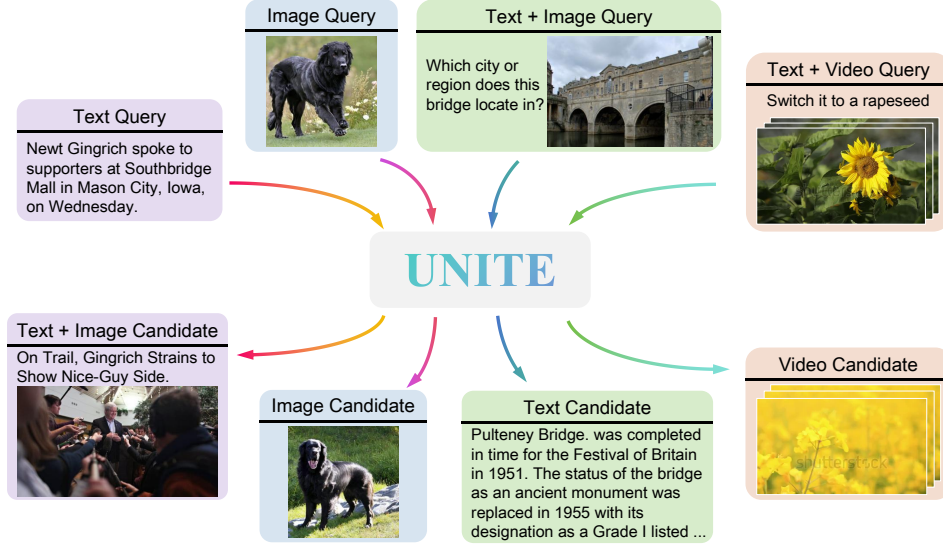 Image Query
Text + Image Query
Which city or
region does this
bridge locate in?
Text + Video Query
Switch it to a rapeseed
Text Query
Newt Gingrich spoke to
supporters at Southbridge
Mall in Mason City, Iowa,
on Wednesday.
UNITE
Text + Image Candidate
On Trail, Gingrich Strains to
Show Nice-Guy Side.
Image Candidate
Text Candidate
Pulteney Bridge. was completed
in time for the Festival of Britain
in 1951. The status of the bridge
as an ancient monument was
replaced in 1955 with its
designation as a Grade I listed ...
Video Candidate
shutterstock